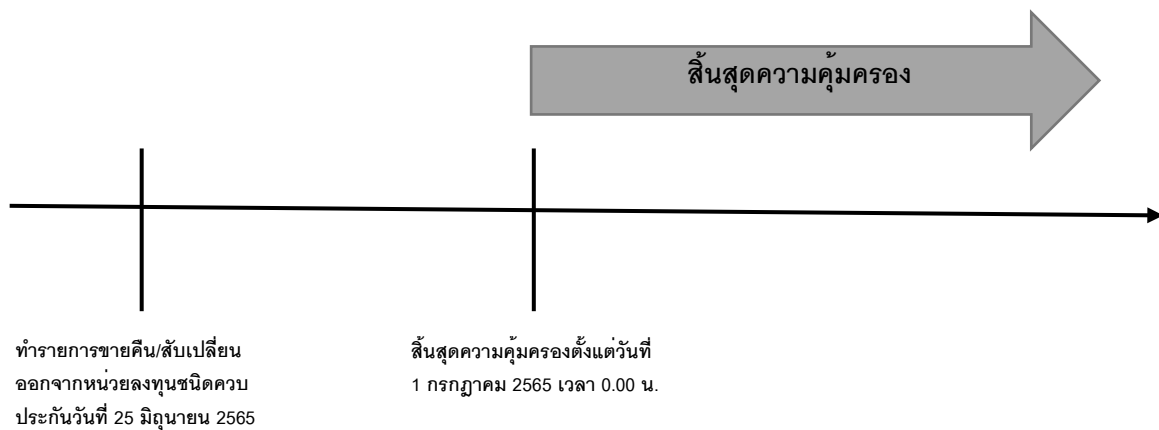 สิ้นสุดความคุ้มครอง
ทำรายการขายคืน/สับเปลี่ยน
ออกจากหน่วยลงทุนชนิดควบ
ประกันวันที่ 25 มิถุนายน 2565
สิ้นสุดความคุ้มครองตั้งแต่วันที่
1 กรกฎาคม 2565 เวลา 0.00 น.